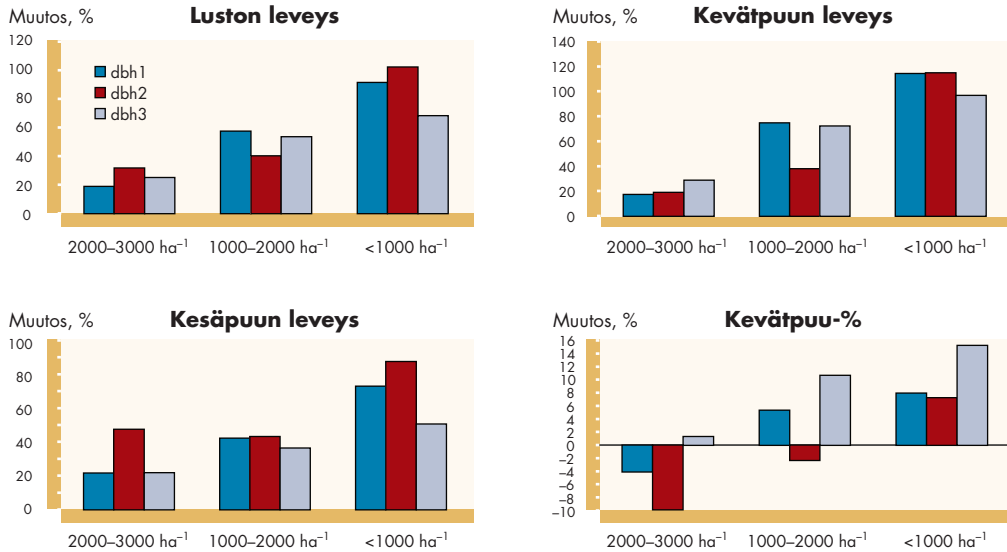 Muutos, %
Luston leveys
120
100
80
60
40
20
0
dbh1
dbh2
dbh3
2000–3000 ha⁻¹ 1000–2000 ha⁻¹ <1000 ha⁻¹
Muutos, %
Kevätpuun leveys
140
120
100
80
60
40
20
0
2000–3000 ha⁻¹ 1000–2000 ha⁻¹ <1000 ha⁻¹
Muutos, %
Kesäpuun leveys
100
80
60
40
20
0
2000–3000 ha⁻¹ 1000–2000 ha⁻¹ <1000 ha⁻¹
Muutos, %
Kevätpuu-%
16
14
12
10
8
6
4
2
0
–2
–4
–6
–8
–10
2000–3000 ha⁻¹ 1000–2000 ha⁻¹ <1000 ha⁻¹